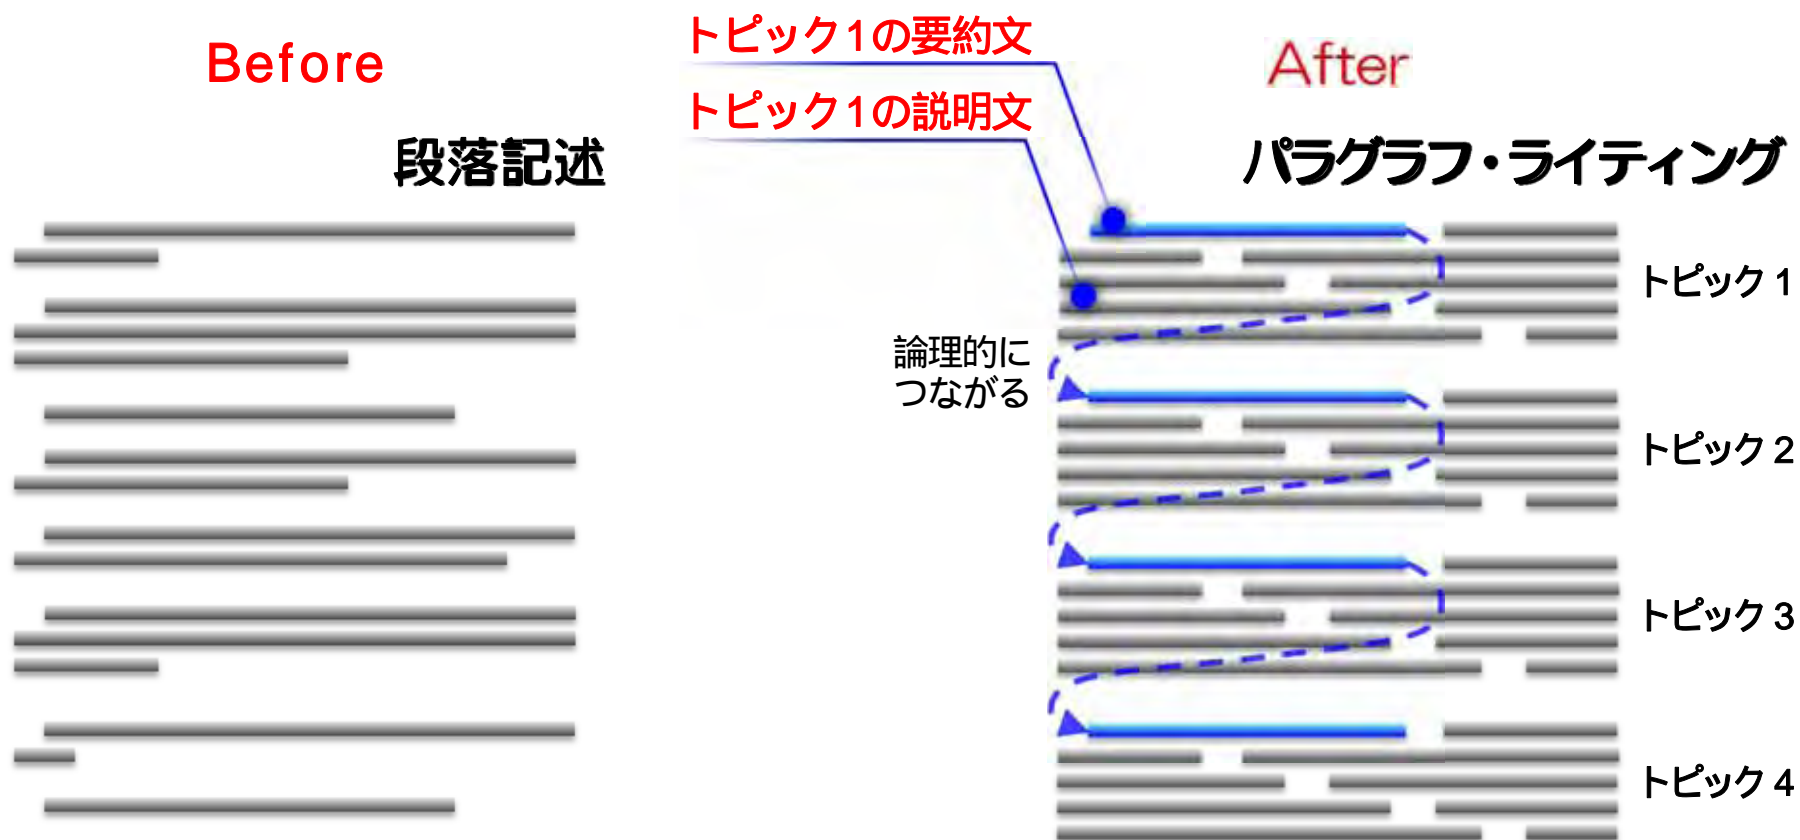 Before
段落記述
トピック1の要約文
トピック1の説明文
After
パラグラフ・ライティング
トピック 1
論理的に
つながる
トピック 2
トピック 3
トピック 4